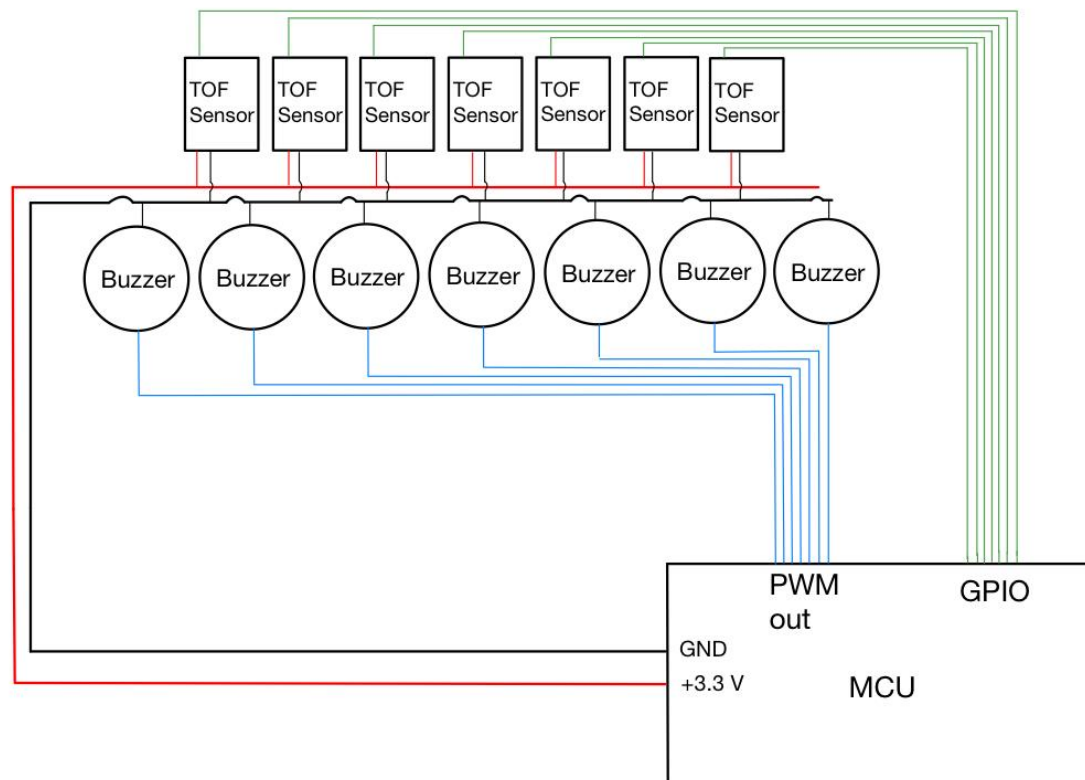 TOF
Sensor
TOF
Sensor
TOF
Sensor
TOF
Sensor
TOF
Sensor
TOF
Sensor
TOF
Sensor
Buzzer
Buzzer
Buzzer
Buzzer
Buzzer
Buzzer
Buzzer
PWM
out
GPIO
GND
+3.3 V
MCU